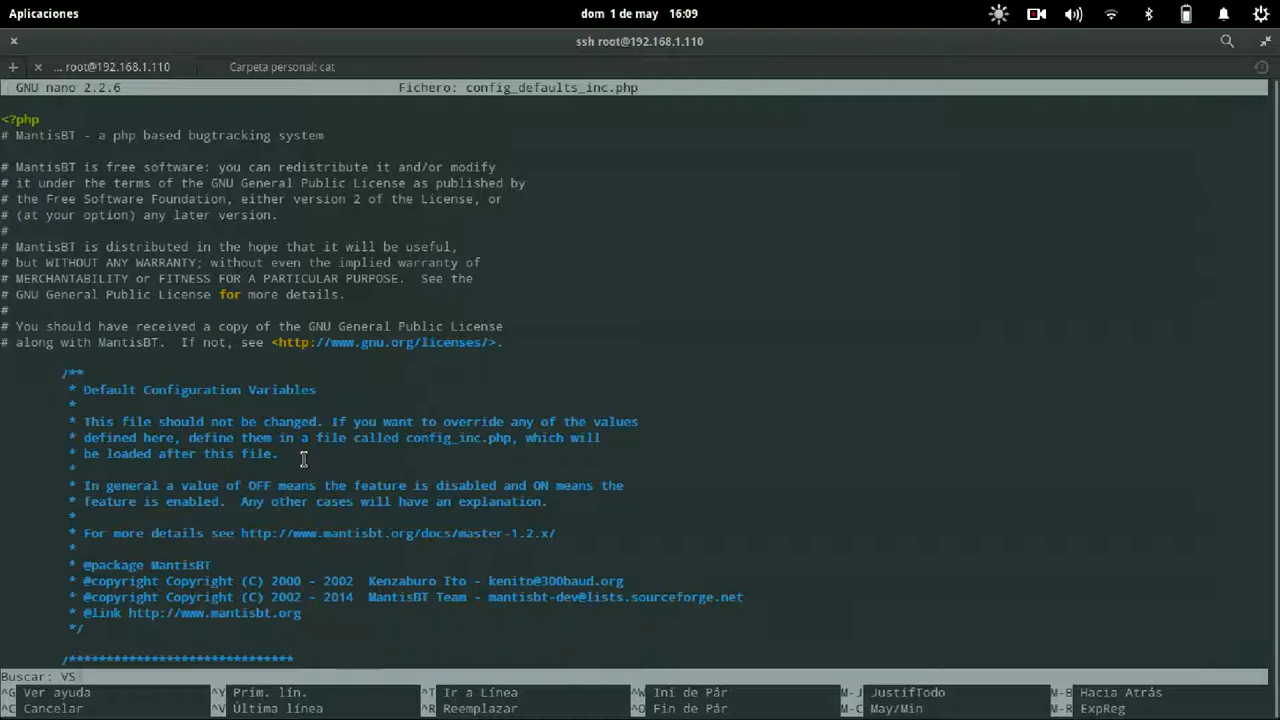 Aplicaciones
dom 1 de may 16:09
ssh root@192.168.1.110
... root@192.168.1.110
Carpeta personal: cat
GNU nano 2.2.6
Fichero: config_defaults_inc.php
<?php
# MantisBT - a php based bugtracking system
# MantisBT is free software: you can redistribute it and/or modify
# it under the terms of the GNU General Public License as published by
# the Free Software Foundation, either version 2 of the License, or
# (at your option) any later version.
#
# MantisBT is distributed in the hope that it will be useful,
# but WITHOUT ANY WARRANTY; without even the implied warranty of
# MERCHANTABILITY or FITNESS FOR A PARTICULAR PURPOSE.  See the
# GNU General Public License for more details.
#
# You should have received a copy of the GNU General Public License
# along with MantisBT.  If not, see <http://www.gnu.org/licenses/>.
/**
* Default Configuration Variables
*
* This file should not be changed. If you want to override any of the values
* defined here, define them in a file called config_inc.php, which will
* be loaded after this file.
*
* In general a value of OFF means the feature is disabled and ON means the
* feature is enabled.  Any other cases will have an explanation.
*
* For more details see http://www.mantisbt.org/docs/master-1.2.x/
*
* @package MantisBT
* @copyright Copyright (C) 2000 - 2002  Kenzaburo Ito - kenito@300baud.org
* @copyright Copyright (C) 2002 - 2014  MantisBT Team - mantisbt-dev@lists.sourceforge.net
* @link http://www.mantisbt.org
*/
/******************************
Buscar: VS
^G Ver ayuda ^Y Prim. lín. ^T Ir a Línea ^W Ini de Pár M-J JustifTodo M-B Hacia Atrás
^C Cancelar ^V Última línea ^R Reemplazar ^O Fin de Pár M-C May/Min M-R ExpReg